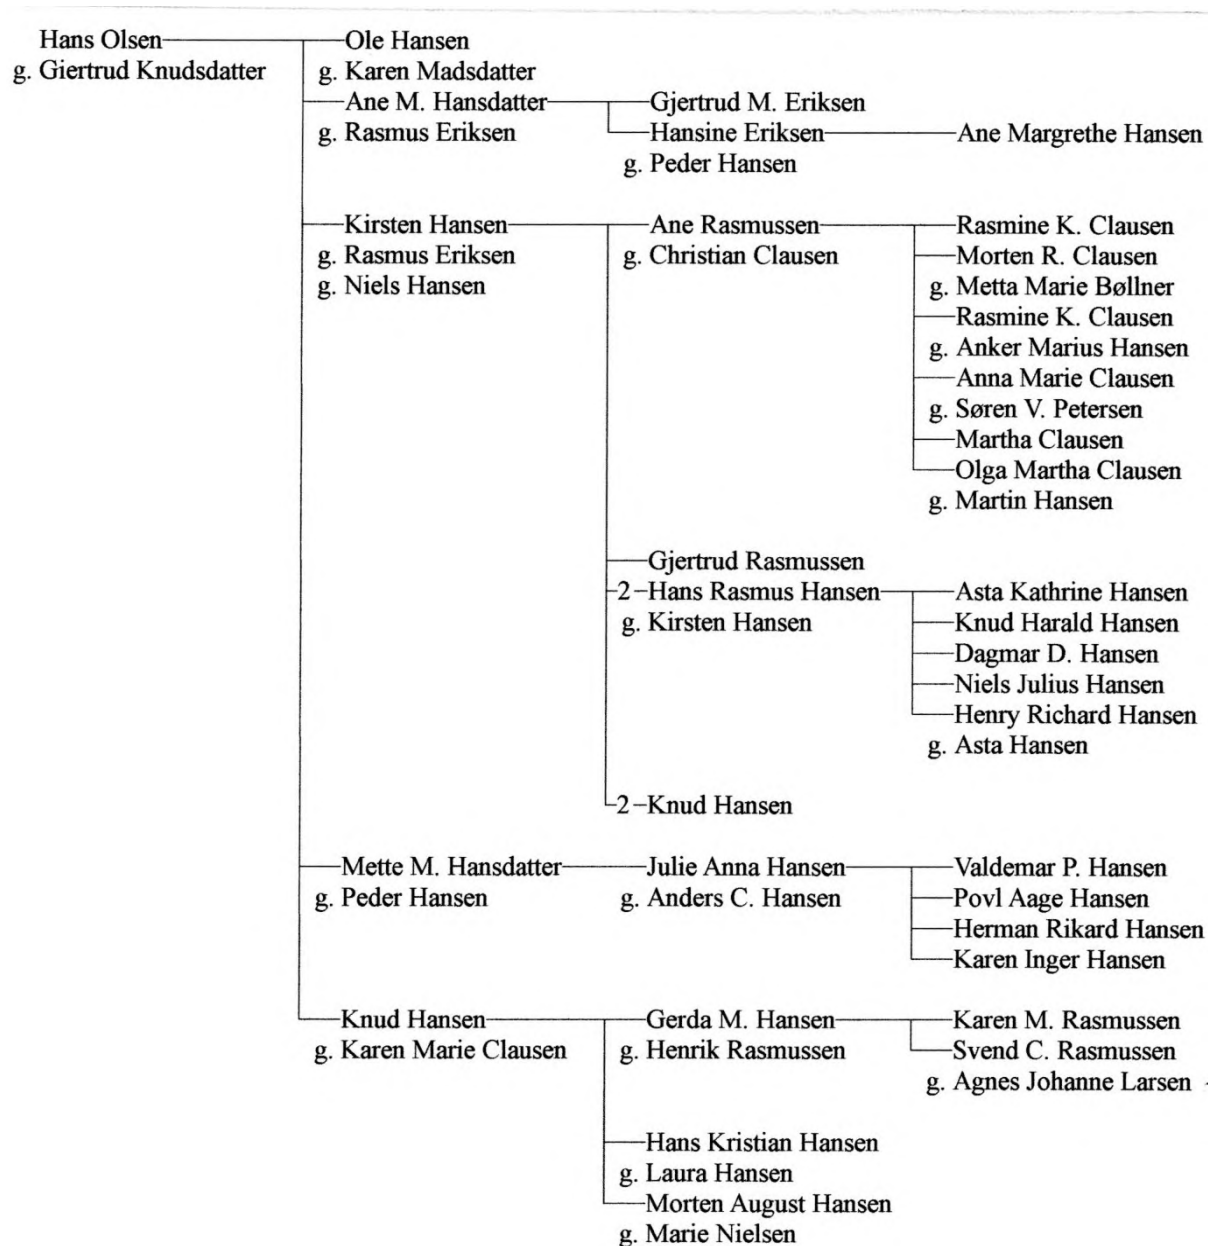 Hans Olsen Ole Hansen
g. Giertrud Knudsdatter g. Karen Madsdatter
Ane M. Hansdatter Gjertrud M. Eriksen
g. Rasmus Eriksen Hansine Eriksen Ane Margrethe Hansen
g. Peder Hansen
Kirsten Hansen Ane Rasmussen Rasmine K. Clausen
g. Rasmus Eriksen g. Christian Clausen Morten R. Clausen
g. Niels Hansen g. Metta Marie Bøllner
Rasmine K. Clausen
g. Anker Marius Hansen
Anna Marie Clausen
g. Søren V. Petersen
Martha Clausen
Olga Martha Clausen
g. Martin Hansen
Gjertrud Rasmussen
2 Hans Rasmus Hansen Asta Kathrine Hansen
g. Kirsten Hansen Knud Harald Hansen
Dagmar D. Hansen
Niels Julius Hansen
Henry Richard Hansen
g. Asta Hansen
2 Knud Hansen
Mette M. Hansdatter Julie Anna Hansen Valdemar P. Hansen
g. Peder Hansen g. Anders C. Hansen Povl Aage Hansen
Herman Rikard Hansen
Karen Inger Hansen
Knud Hansen Gerda M. Hansen Karen M. Rasmussen
g. Karen Marie Clausen g. Henrik Rasmussen Svend C. Rasmussen
g. Agnes Johanne Larsen
Hans Kristian Hansen
g. Laura Hansen
Morten August Hansen
g. Marie Nielsen